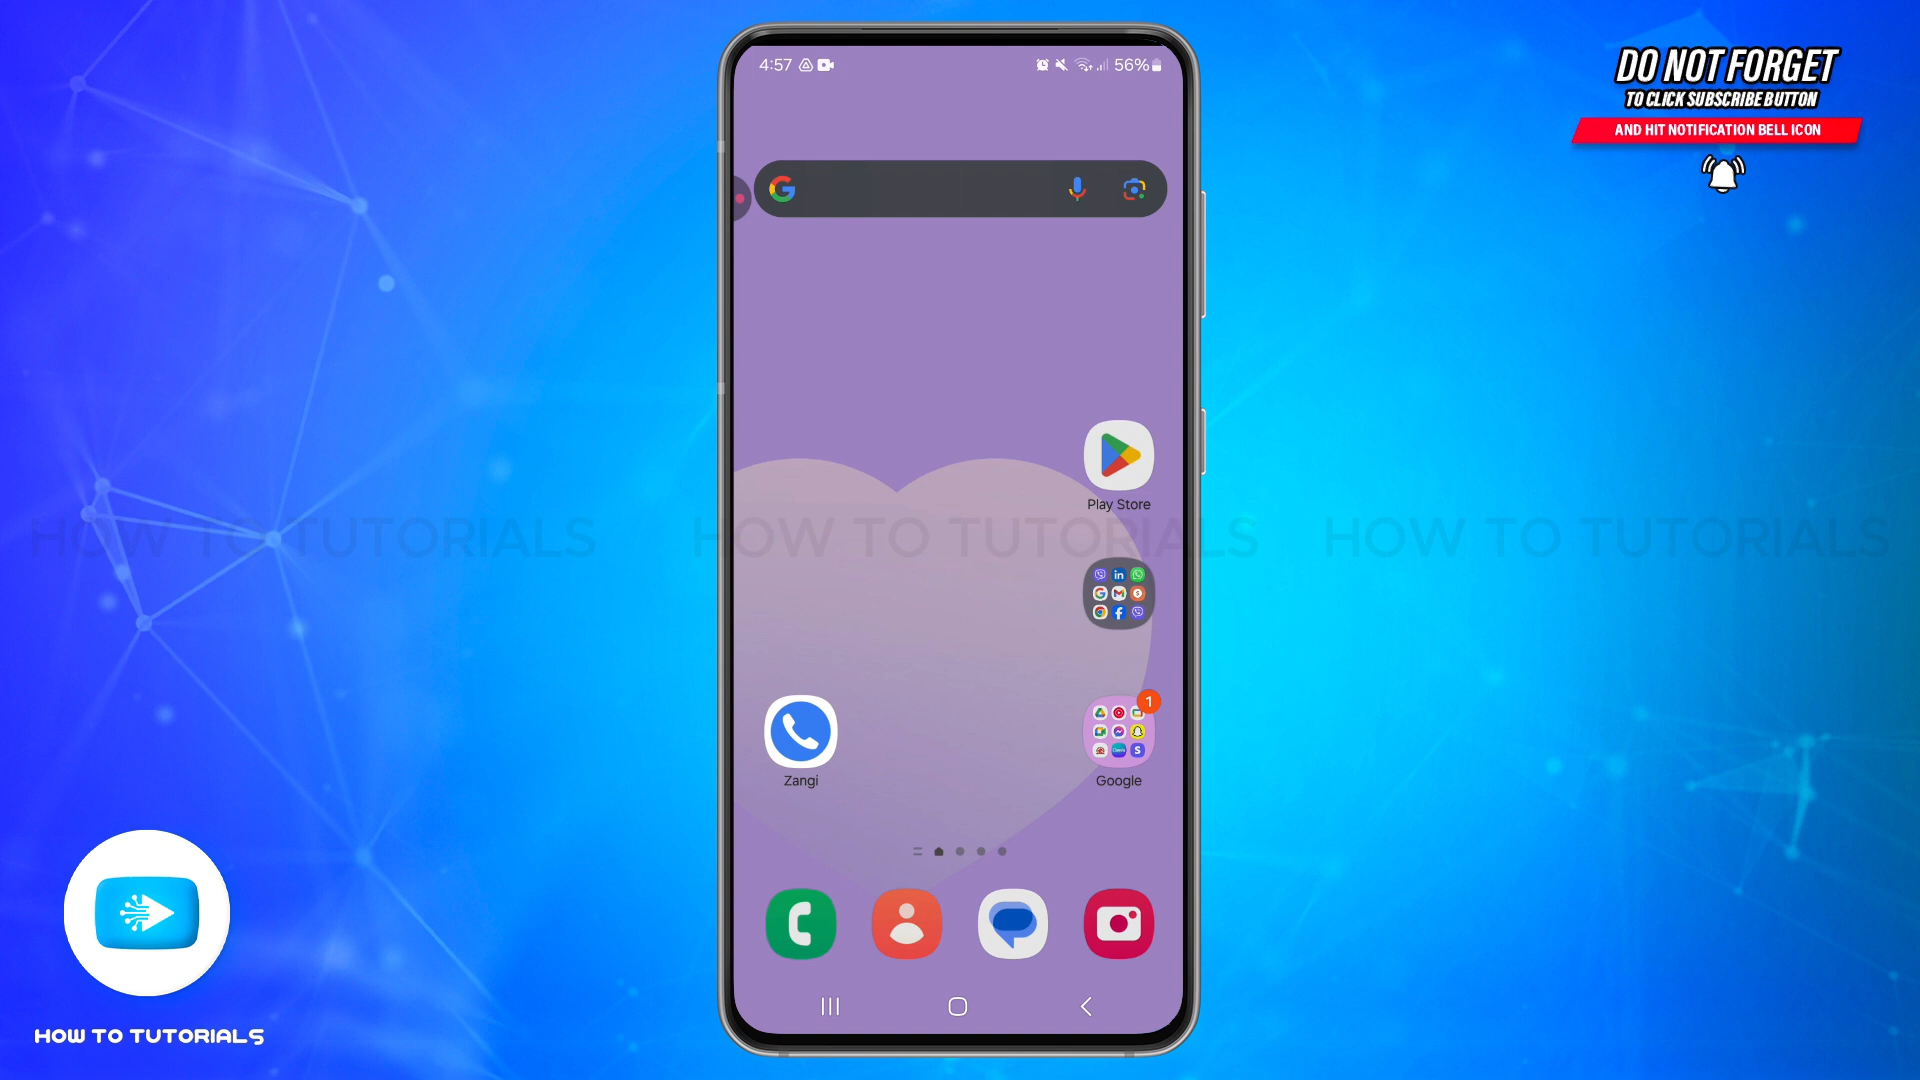 DO NOT FORGET
TO CLICK SUBSCRIBE BUTTON
AND HIT NOTIFICATION BELL ICON
4:57
56%
Play Store
HOW TO TUTORIALS
HOW TO TUTORIALS
HOW TO TUTORIALS
1
Zangi
Google
HOW TO TUTORIALS